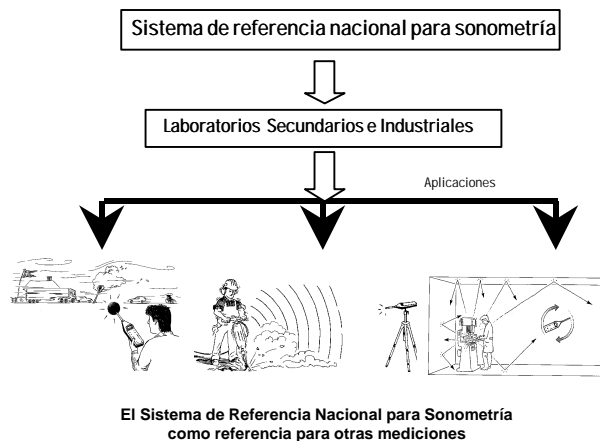 Sistema de referencia nacional para sonometría
Laboratorios Secundarios e Industriales
Aplicaciones
El Sistema de Referencia Nacional para Sonometría
como referencia para otras mediciones